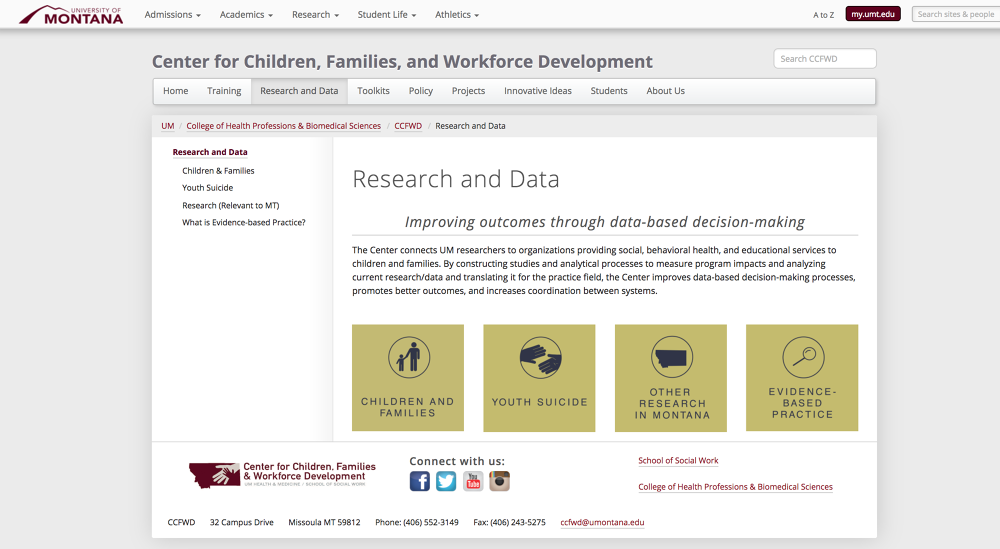 UNIVERSITY OF
MONTANA
Admissions Academics Research Student Life Athletics
A to Z my.umt.edu Search sites & people
Center for Children, Families, and Workforce Development
Search CCFWD
Home Training Research and Data Toolkits Policy Projects Innovative Ideas Students About Us
UM / College of Health Professions & Biomedical Sciences / CCFWD / Research and Data
Research and Data
Children & Families
Youth Suicide
Research (Relevant to MT)
What is Evidence-based Practice?
Research and Data
Improving outcomes through data-based decision-making
The Center connects UM researchers to organizations providing social, behavioral health, and educational services to
children and families. By constructing studies and analytical processes to measure program impacts and analyzing
current research/data and translating it for the practice field, the Center improves data-based decision-making processes,
promotes better outcomes, and increases coordination between systems.
CHILDREN AND
FAMILIES
YOUTH SUICIDE
OTHER
RESEARCH
IN MONTANA
EVIDENCE-
BASED
PRACTICE
Center for Children, Families
& Workforce Development
UM HEALTH & MEDICINE / SCHOOL OF SOCIAL WORK
Connect with us:
You
Tube
School of Social Work
College of Health Professions & Biomedical Sciences
CCFWD 32 Campus Drive Missoula MT 59812 Phone: (406) 552-3149 Fax: (406) 243-5275 ccfwd@umontana.edu